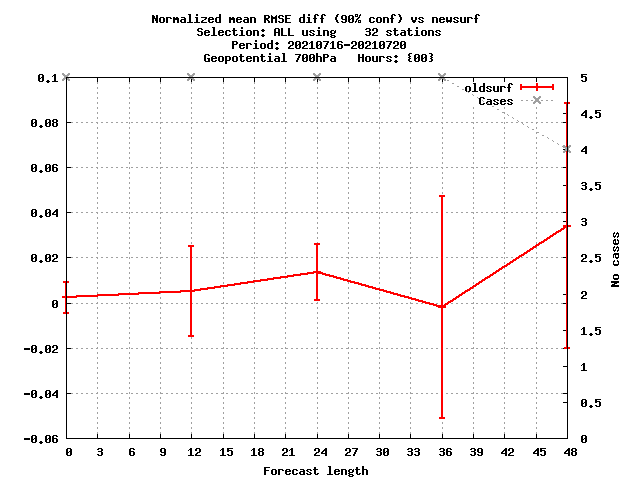 Normalized mean RMSE diff (90% conf) vs newsurf
Selection: ALL using    32 stations
Period: 20210716-20210720
Geopotential 700hPa   Hours: {00}
oldsurf
Cases
0.1
0.08
0.06
0.04
0.02
0
-0.02
-0.04
-0.06
5
4.5
4
3.5
3
2.5
2
1.5
1
0.5
0
No cases
0 3 6 9 12 15 18 21 24 27 30 33 36 39 42 45 48
Forecast length